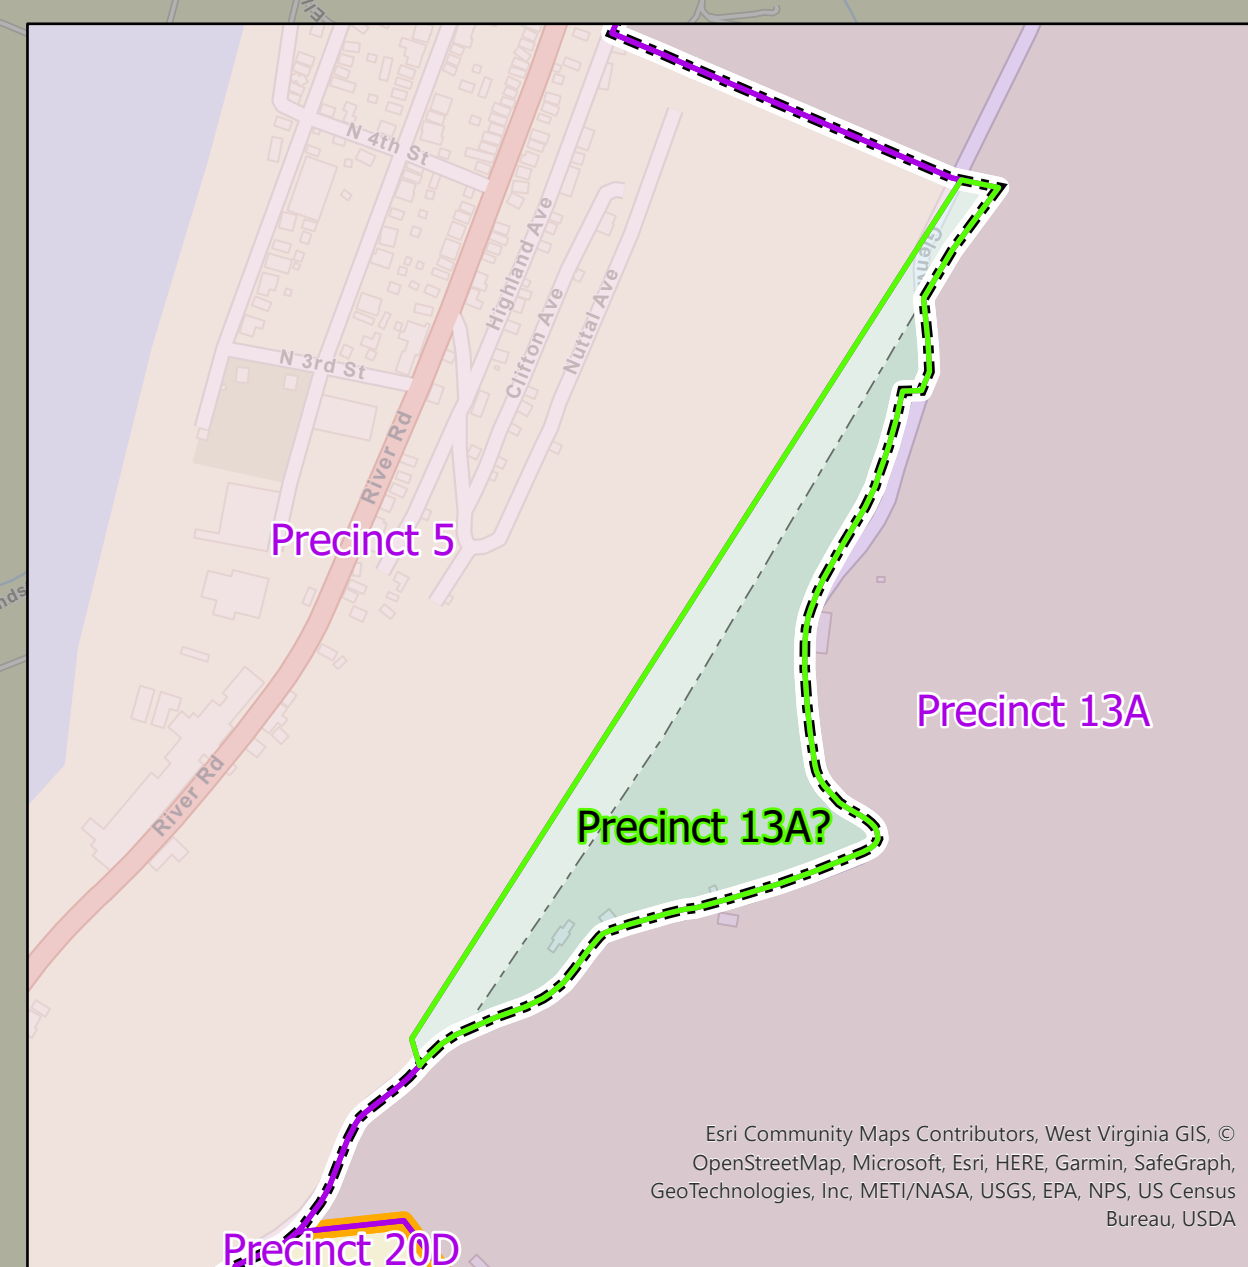 N 4th St
Highland Ave
Clifton Ave
Nuttal Ave
N 3rd St
River Rd
Precinct 5
Precinct 13A
River Rd
Precinct 13A?
Esri Community Maps Contributors, West Virginia GIS, ©
OpenStreetMap, Microsoft, Esri, HERE, Garmin, SafeGraph,
GeoTechnologies, Inc, METI/NASA, USGS, EPA, NPS, US Census
Bureau, USDA
Precinct 20D